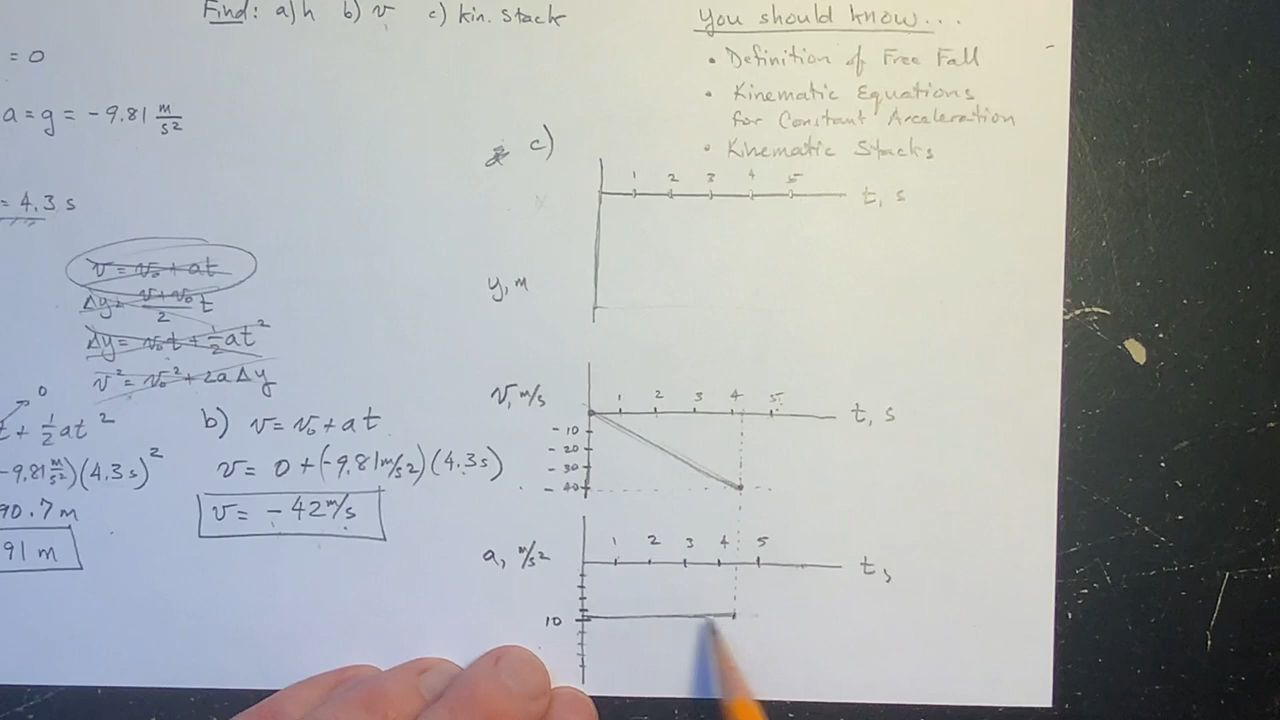 Find: a) h b) v c) kin. stack
= 0
a = g = -9.81 m/s²
= 4.3 s
v = v₀ + at
Δy = (v + v₀)/2 t
Δy = v₀t + ½at²
v² = v₀² + 2aΔy
0
t + ½at²
-9.81 m/s²)(4.3 s)²
90.7 m
91 m
b) v = v₀ + at
v = 0 + (-9.81 m/s²)(4.3 s)
v = -42 m/s
You should know...
• Definition of Free Fall
• Kinematic Equations
for Constant Acceleration
• Kinematic Stacks
c)
1 2 3 4 5
t, s
y, m
v, m/s
1 2 3 4 5
t, s
-10
-20
-30
-40
a, m/s²
1 2 3 4 5
t, s
10